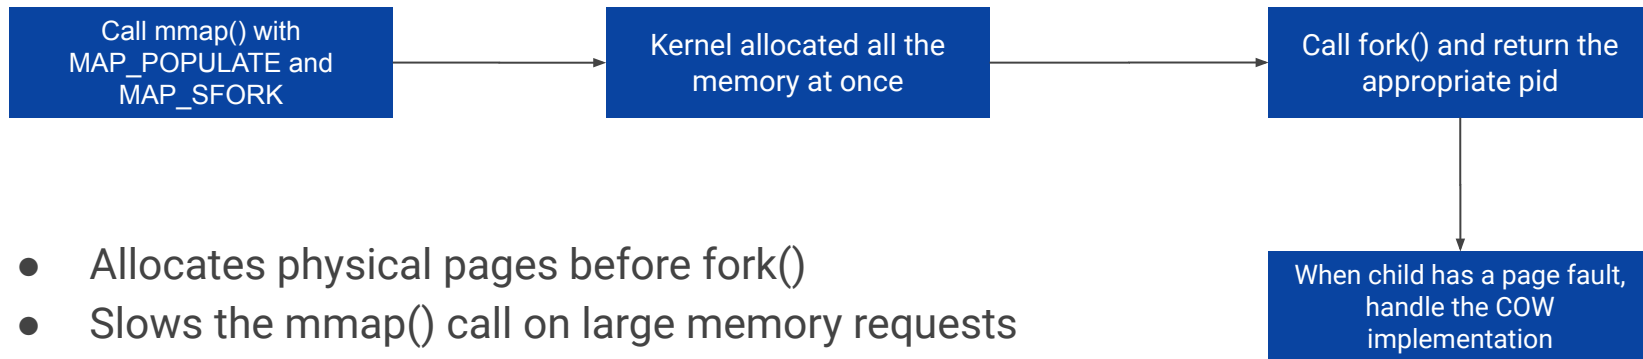 Call mmap() with
MAP_POPULATE and
MAP_SFORK
Kernel allocated all the
memory at once
Call fork() and return the
appropriate pid
● Allocates physical pages before fork()
● Slows the mmap() call on large memory requests
When child has a page fault,
handle the COW
implementation